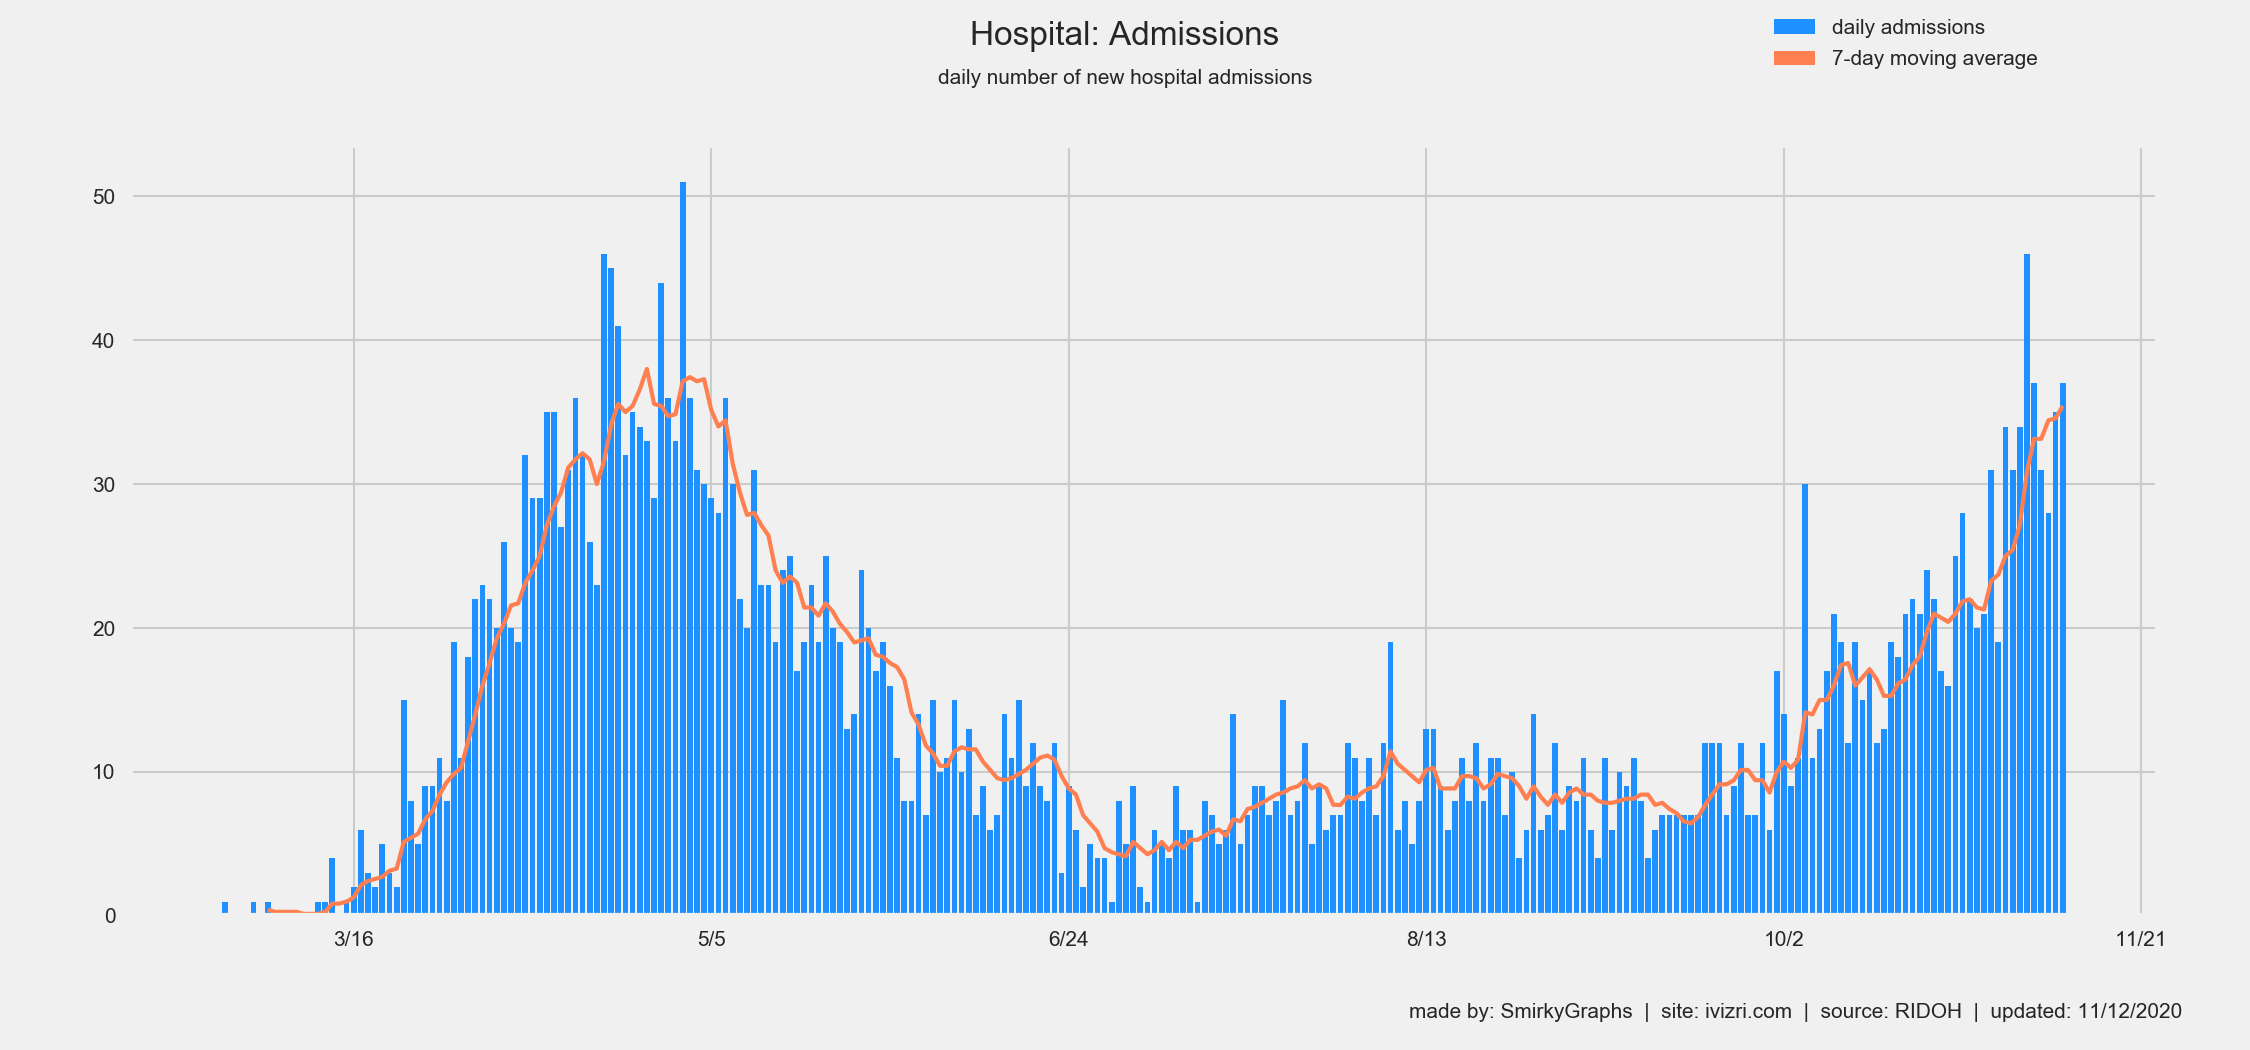 Hospital: Admissions
daily number of new hospital admissions
daily admissions
7-day moving average
50
40
30
20
10
0
3/16 5/5 6/24 8/13 10/2 11/21
made by: SmirkyGraphs | site: ivizri.com | source: RIDOH | updated: 11/12/2020